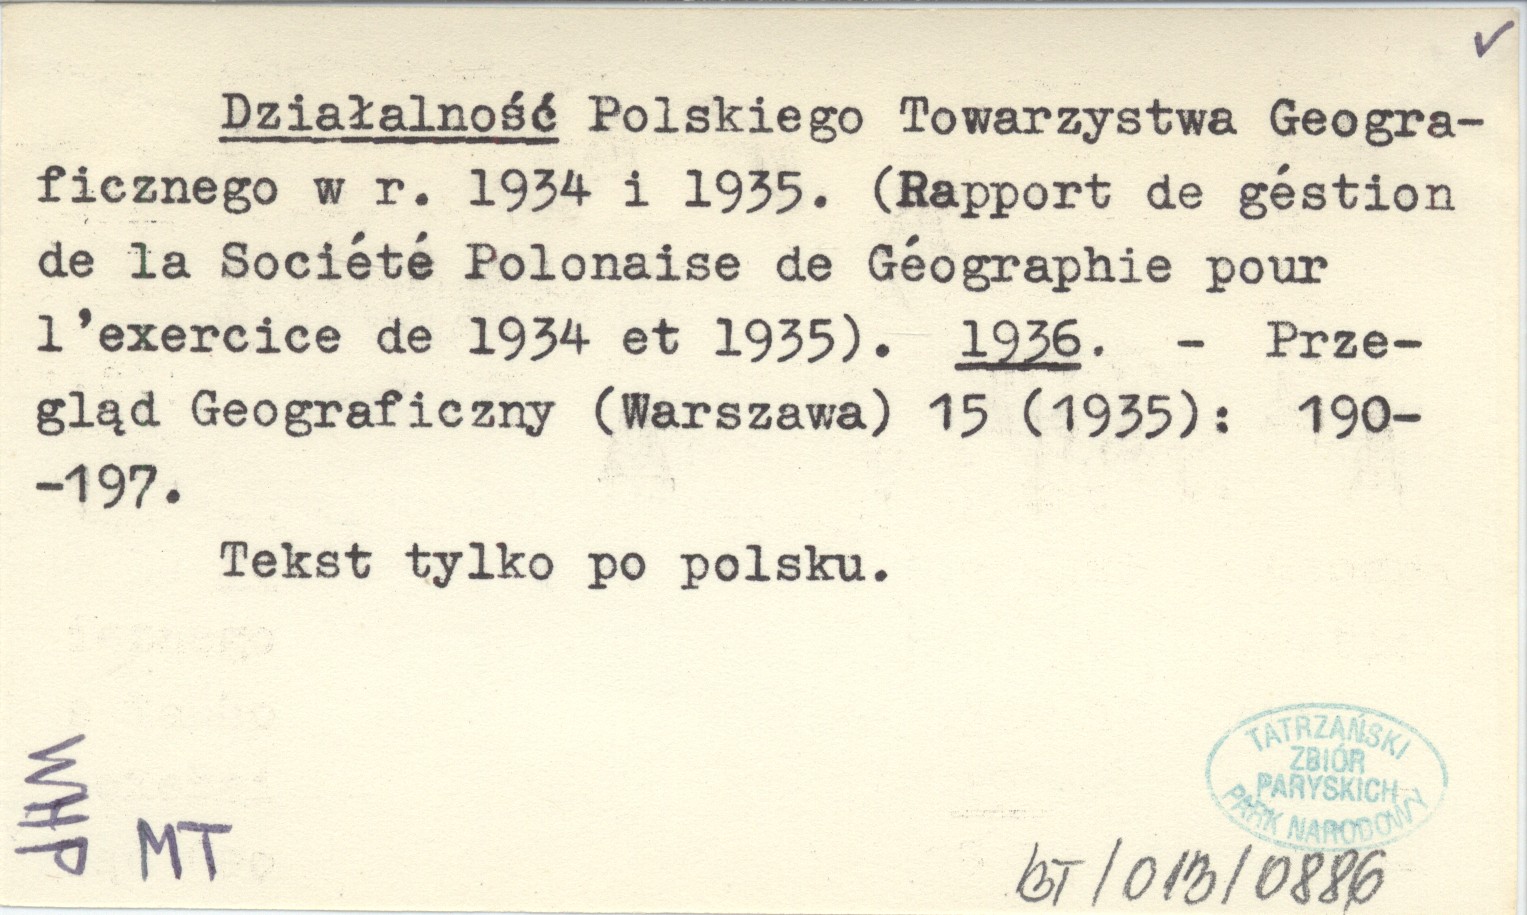 ✓
Działalność Polskiego Towarzystwa Geogra-
ficznego w r. 1934 i 1935. (Rapport de géstion
de la Société Polonaise de Géographie pour
l'exercice de 1934 et 1935). 1936. - Prze-
gląd Geograficzny (Warszawa) 15 (1935): 190-
-197.
Tekst tylko po polsku.
WHP
MT
TATRZAŃSKI
ZBIÓR
PARYSKICH
PARK NARODOWY
BT/013/0886